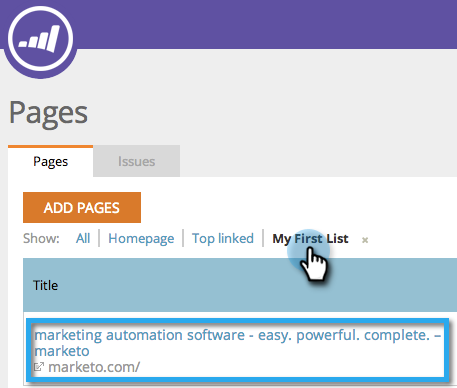 Pages
Pages Issues
ADD PAGES
Show: All Homepage Top linked My First List ×
Title
marketing automation software - easy. powerful. complete. –
marketo
marketo.com/